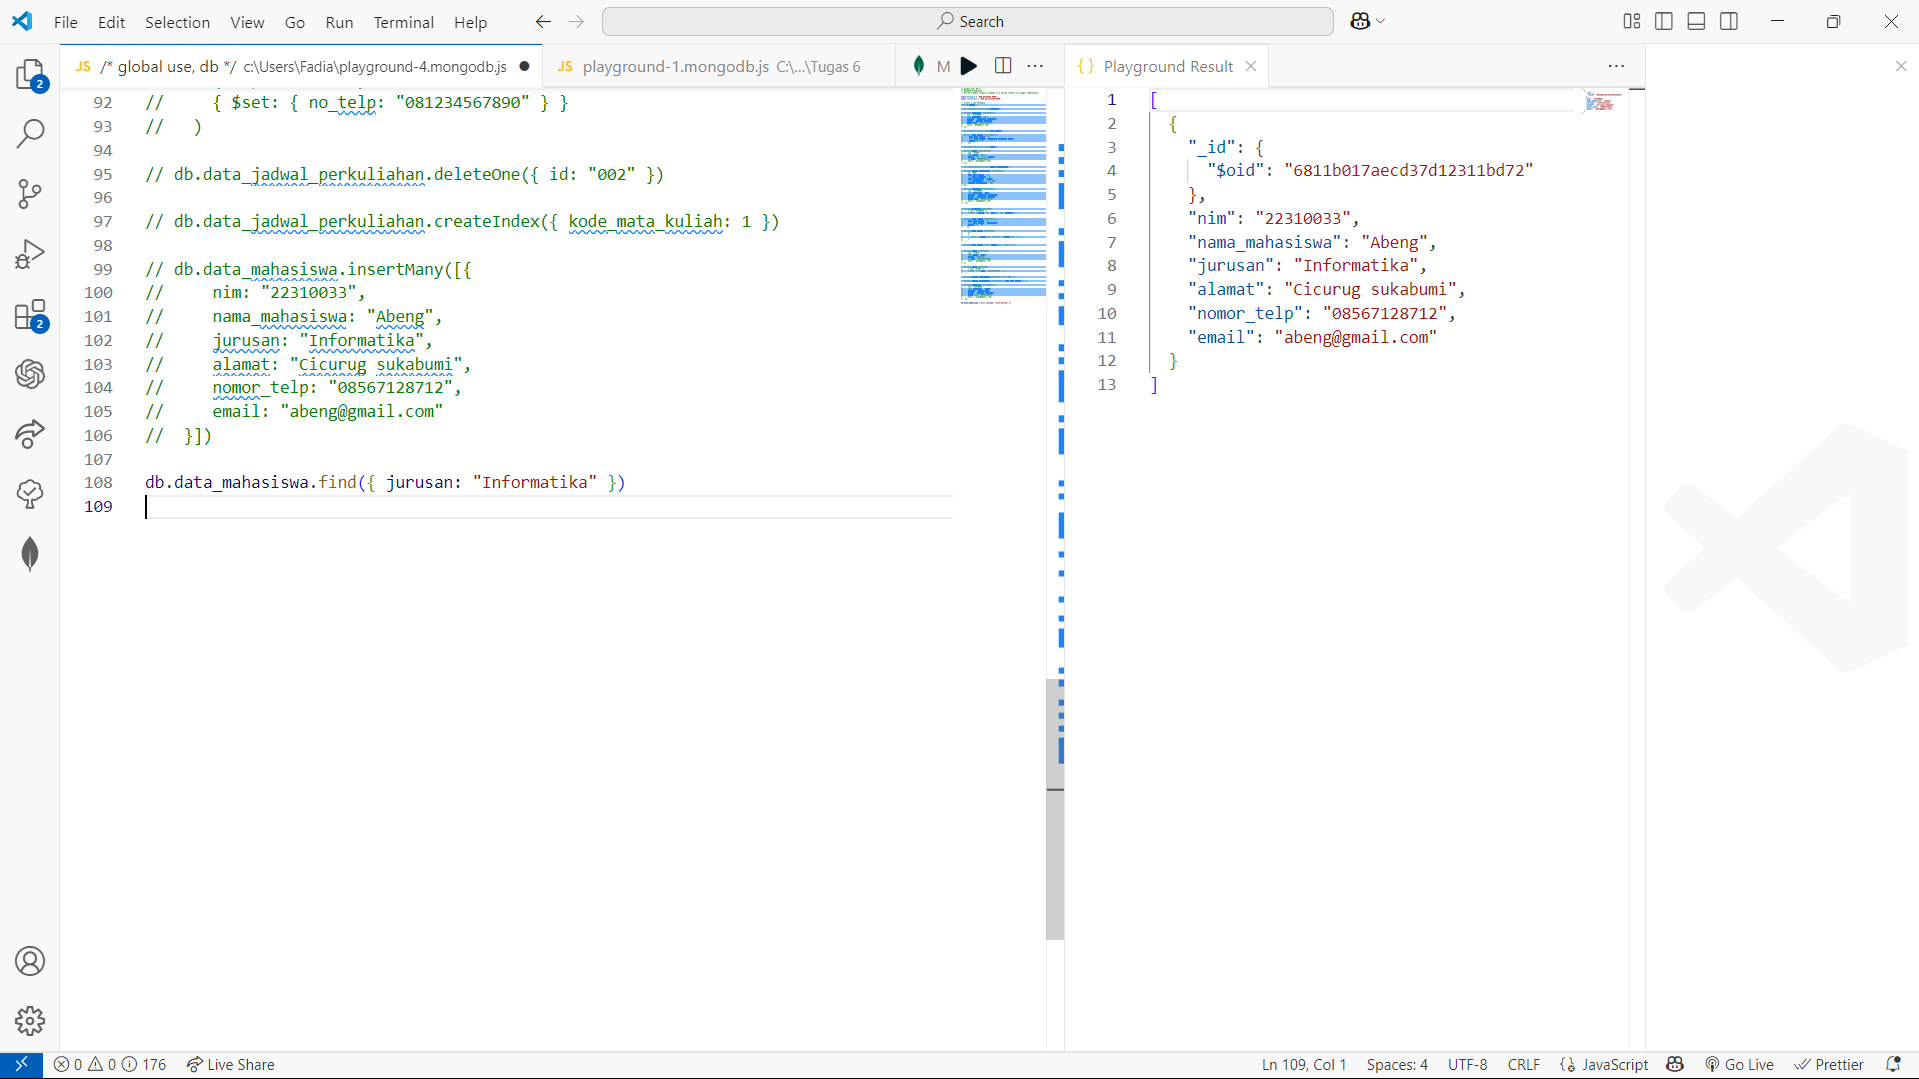 File Edit Selection View Go Run Terminal Help
Search
JS /* global use, db */ c:\Users\Fadia\playground-4.mongodb.js
JS playground-1.mongodb.js C:\...\Tugas 6
M
{} Playground Result
2
2
92 // { $set: { no_telp: "081234567890" } }
93 // )
94
95 // db.data_jadwal_perkuliahan.deleteOne({ id: "002" })
96
97 // db.data_jadwal_perkuliahan.createIndex({ kode_mata_kuliah: 1 })
98
99 // db.data_mahasiswa.insertMany([{
100 // nim: "22310033",
101 // nama_mahasiswa: "Abeng",
102 // jurusan: "Informatika",
103 // alamat: "Cicurug sukabumi",
104 // nomor_telp: "08567128712",
105 // email: "abeng@gmail.com"
106 // }])
107
108 db.data_mahasiswa.find({ jurusan: "Informatika" })
109
1 [
2 {
3 "_id": {
4 "$oid": "6811b017aecd37d12311bd72"
5 },
6 "nim": "22310033",
7 "nama_mahasiswa": "Abeng",
8 "jurusan": "Informatika",
9 "alamat": "Cicurug sukabumi",
10 "nomor_telp": "08567128712",
11 "email": "abeng@gmail.com"
12 }
13 ]
0 0 176 Live Share
Ln 109, Col 1 Spaces: 4 UTF-8 CRLF {} JavaScript Go Live Prettier